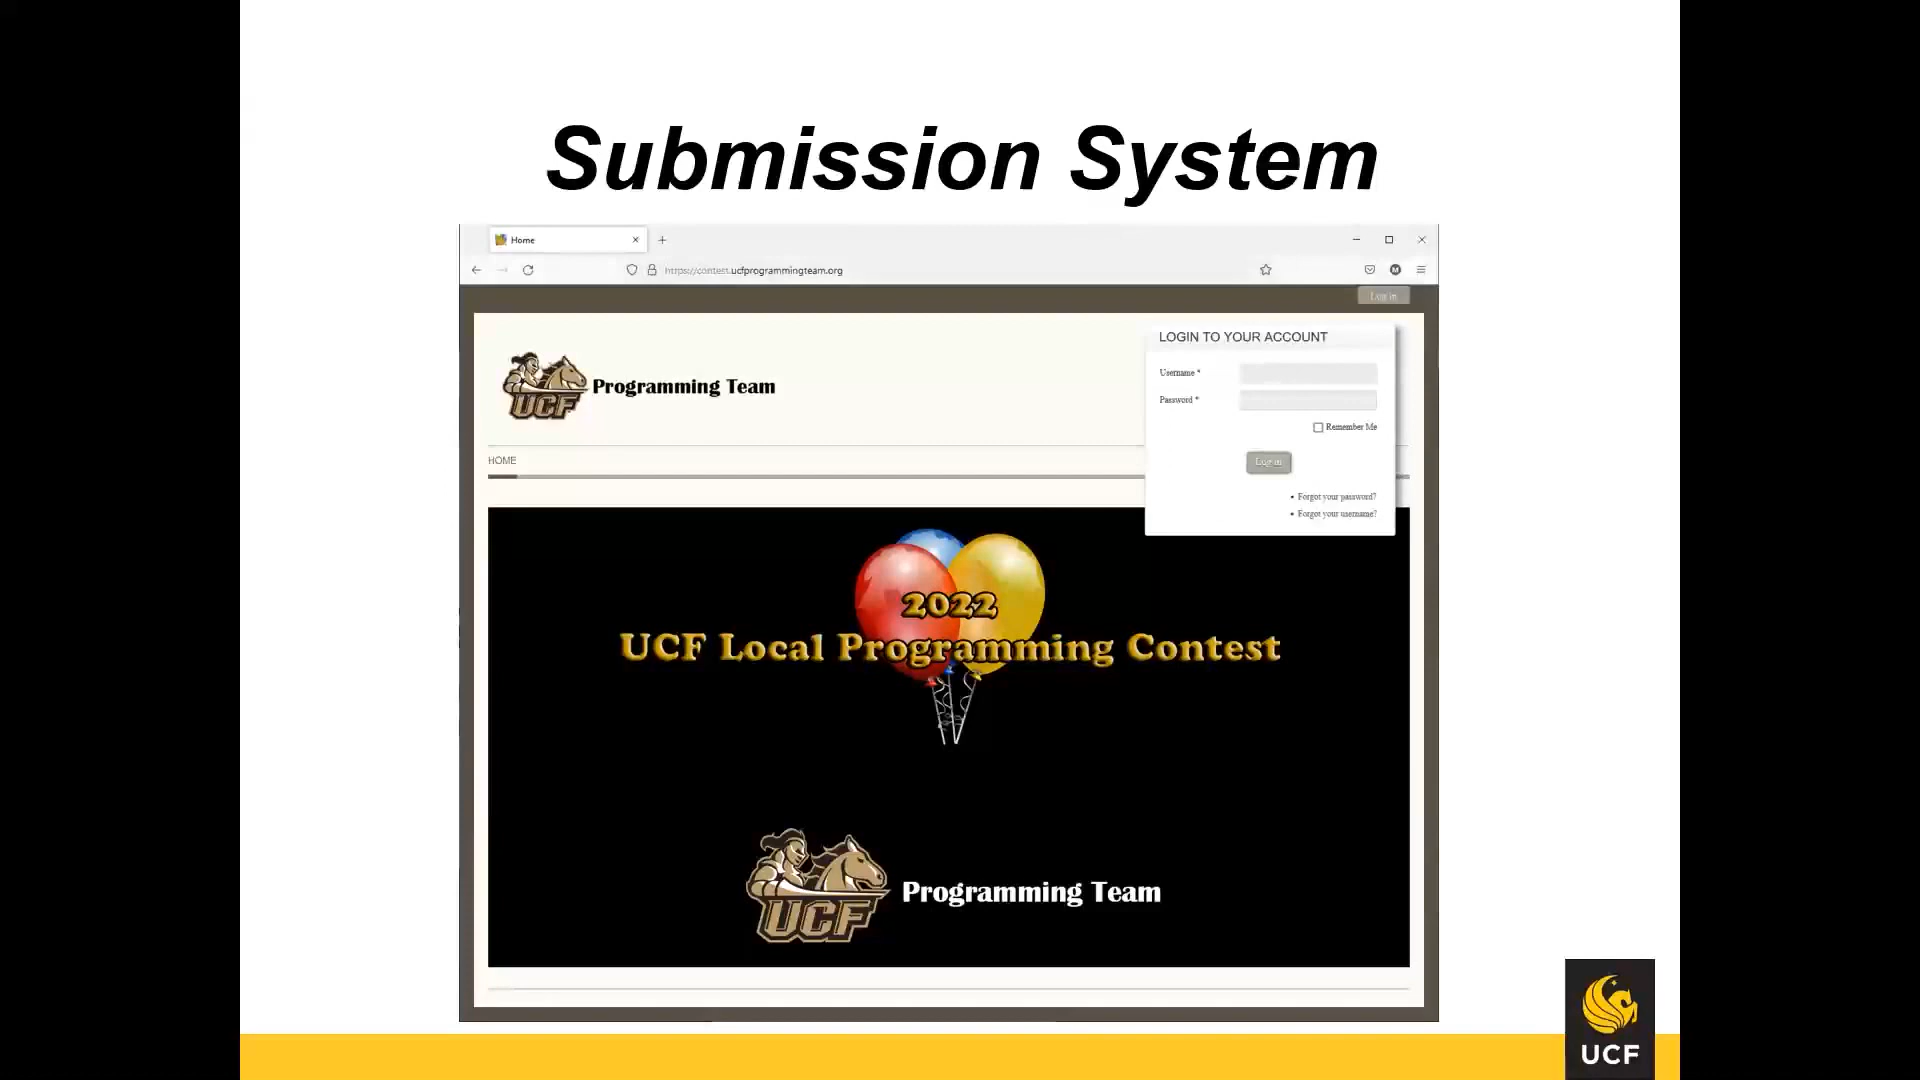 Submission System
Home
https://contest.ucfprogrammingteam.org
Log in
LOGIN TO YOUR ACCOUNT
Username *
Password *
Remember Me
Log in
Forgot your password?
Forgot your username?
UCF Programming Team
HOME
2022
UCF Local Programming Contest
UCF Programming Team
UCF